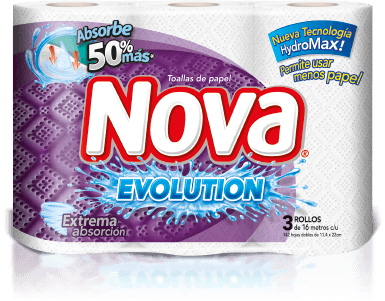 Absorbe
50%
más*
Nueva Tecnología
HydroMax!
Permite usar
menos papel
Toallas de papel
Nova®
EVOLUTION
Extrema
absorción
3 ROLLOS
de 16 metros c/u